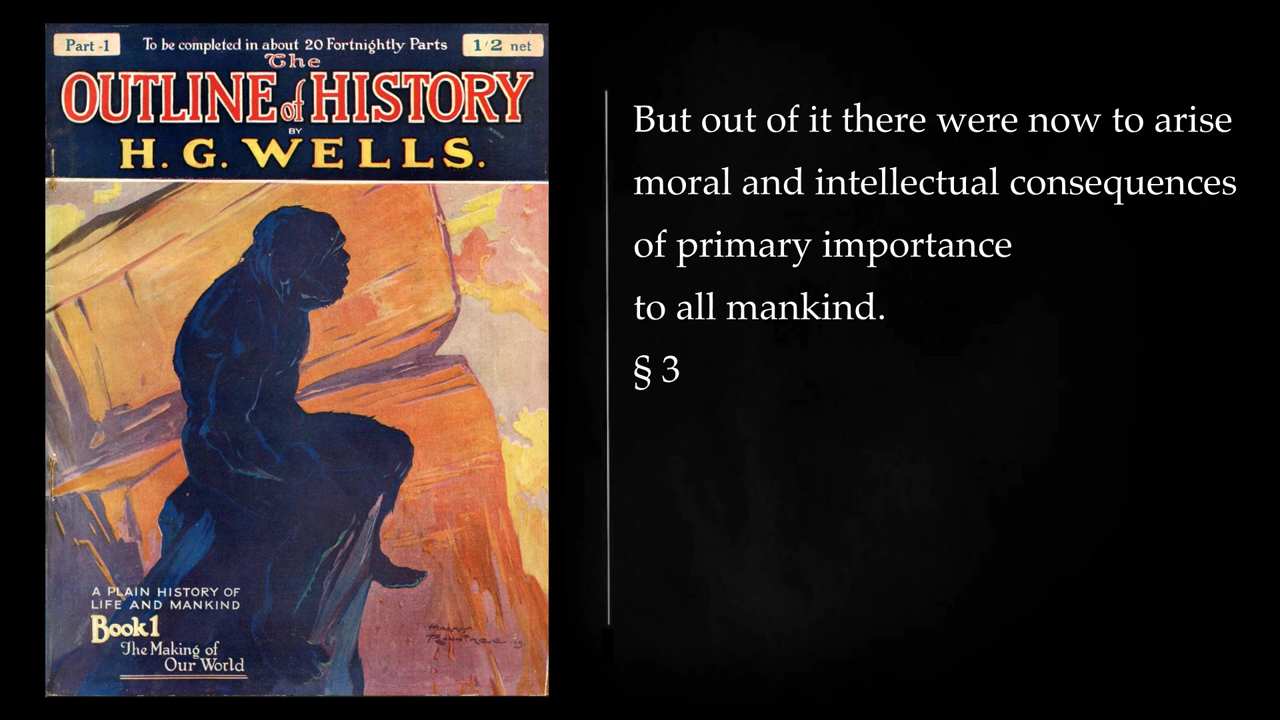 Part -1
To be completed in about 20 Fortnightly Parts
1/2 net
The
OUTLINE of HISTORY
BY
H. G. WELLS.
A PLAIN HISTORY OF
LIFE AND MANKIND
Book 1
The Making of
Our World
But out of it there were now to arise
moral and intellectual consequences
of primary importance
to all mankind.
§ 3